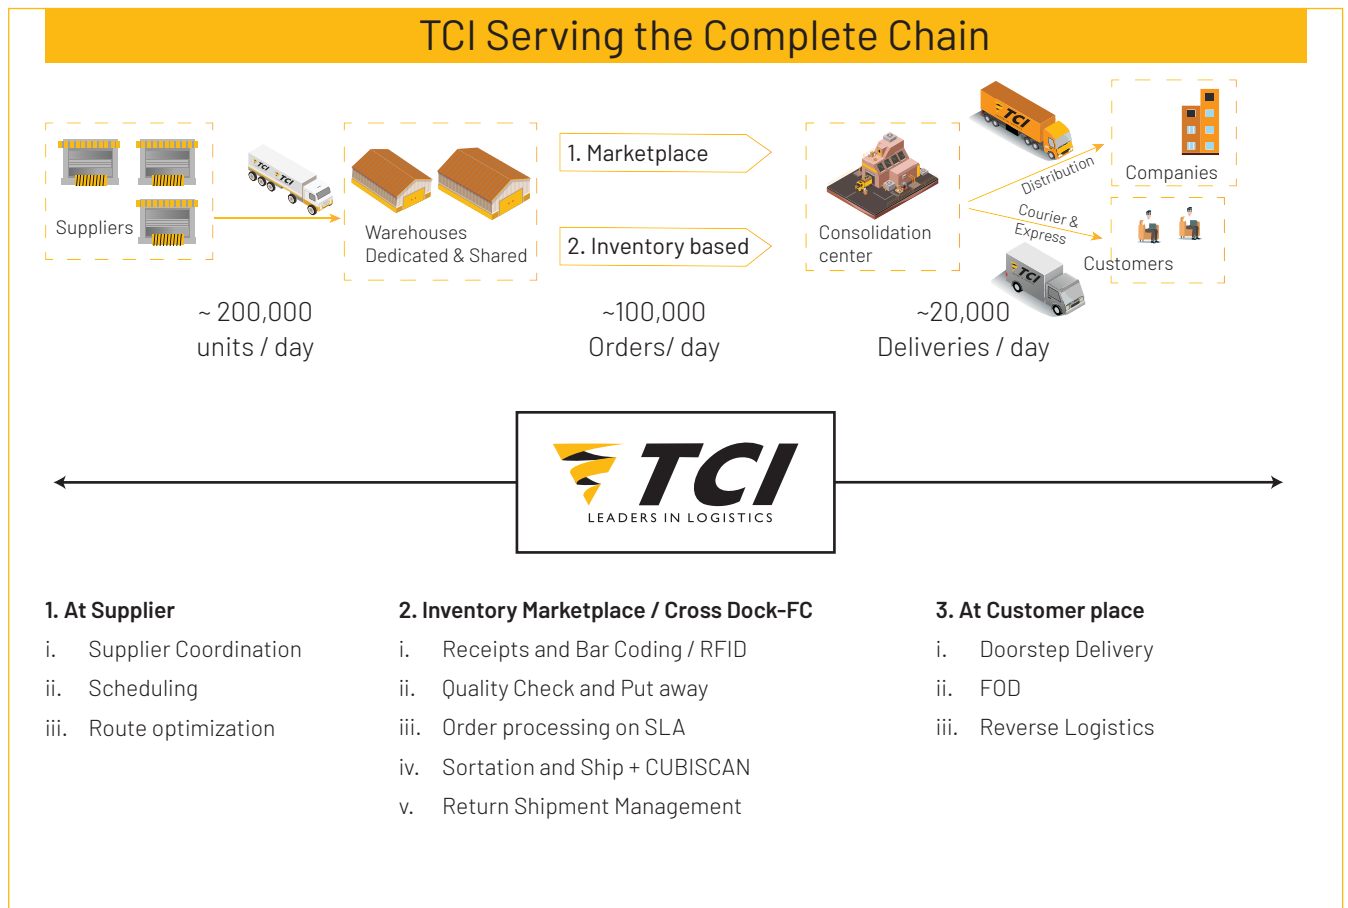 TCI Serving the Complete Chain
Suppliers
TCI TCI
Warehouses
Dedicated & Shared
1. Marketplace
2. Inventory based
Consolidation
center
TCI
Distribution
Companies
Courier &
Express
TCI
Customers
~ 200,000
units / day
~100,000
Orders/ day
~20,000
Deliveries / day
TCI
LEADERS IN LOGISTICS
1. At Supplier
i. Supplier Coordination
ii. Scheduling
iii. Route optimization
2. Inventory Marketplace / Cross Dock-FC
i. Receipts and Bar Coding / RFID
ii. Quality Check and Put away
iii. Order processing on SLA
iv. Sortation and Ship + CUBISCAN
v. Return Shipment Management
3. At Customer place
i. Doorstep Delivery
ii. FOD
iii. Reverse Logistics